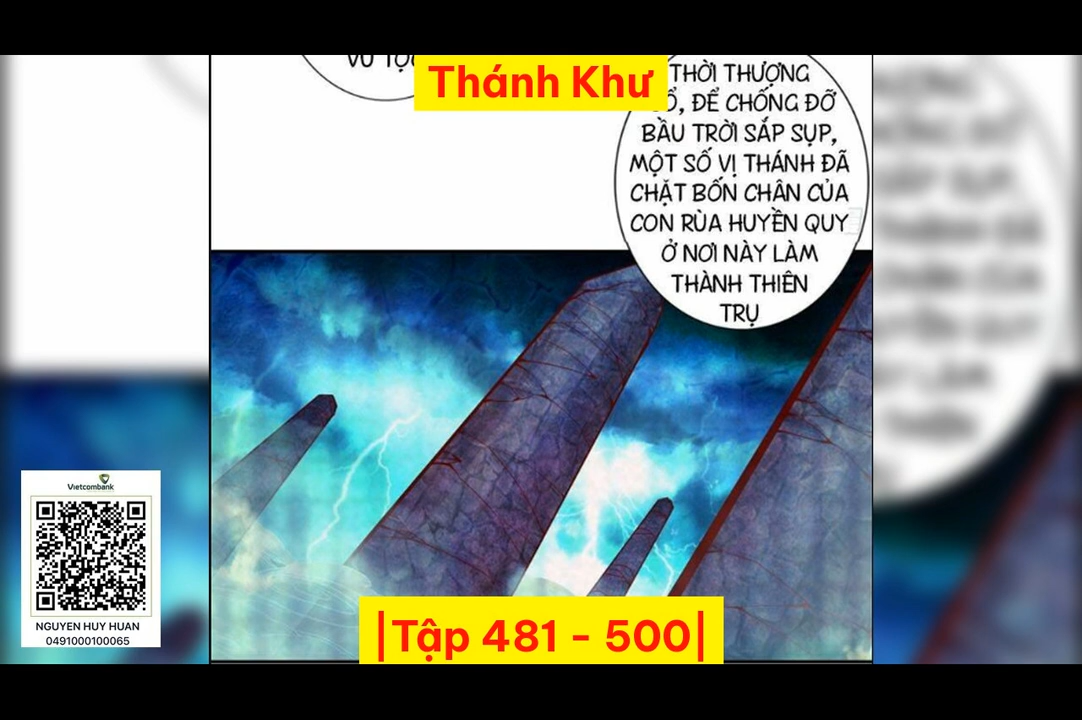 Thánh Khư
THỜI THƯỢNG
ĐỂ CHỐNG ĐỠ
BẦU TRỜI SẮP SỤP,
MỘT SỐ VỊ THÁNH ĐÃ
CHẶT BỐN CHÂN CỦA
CON RÙA HUYỀN QUY
Ở NƠI NÀY LÀM
THÀNH THIÊN
TRỤ
Vietcombank
NGUYEN HUY HUAN
0491000100065
|Tập 481 - 500|